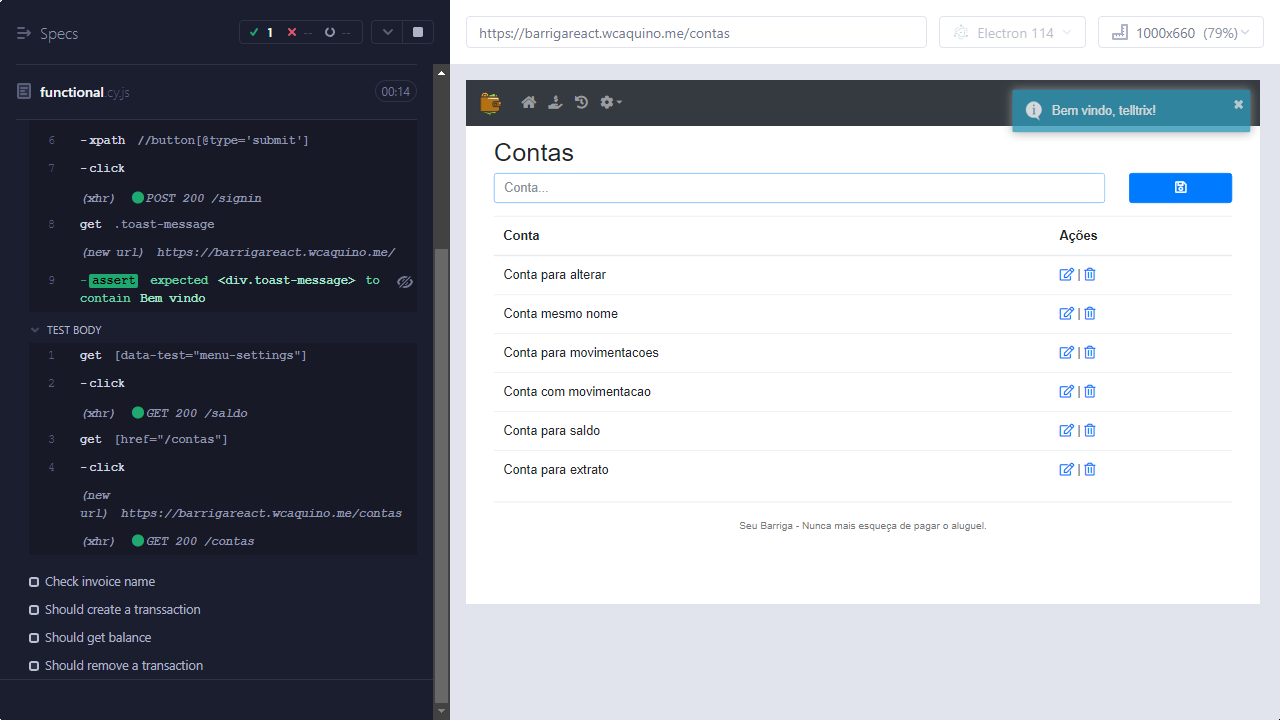 Specs
1
--
--
functional.cy.js
00:14
6 -xpath //button[@type='submit']
7 -click
(xhr) POST 200 /signin
8 get .toast-message
(new url) https://barrigareact.wcaquino.me/
9 -assert expected <div.toast-message> to
contain Bem vindo
TEST BODY
1 get [data-test="menu-settings"]
2 -click
(xhr) GET 200 /saldo
3 get [href="/contas"]
4 -click
(new
url) https://barrigareact.wcaquino.me/contas
(xhr) GET 200 /contas
Check invoice name
Should create a transsaction
Should get balance
Should remove a transaction
https://barrigareact.wcaquino.me/contas
Electron 114
1000x660 (79%)
Bem vindo, telltrix!
Contas
Conta...
Conta Ações
Conta para alterar |
Conta mesmo nome |
Conta para movimentacoes |
Conta com movimentacao |
Conta para saldo |
Conta para extrato |
Seu Barriga - Nunca mais esqueça de pagar o aluguel.